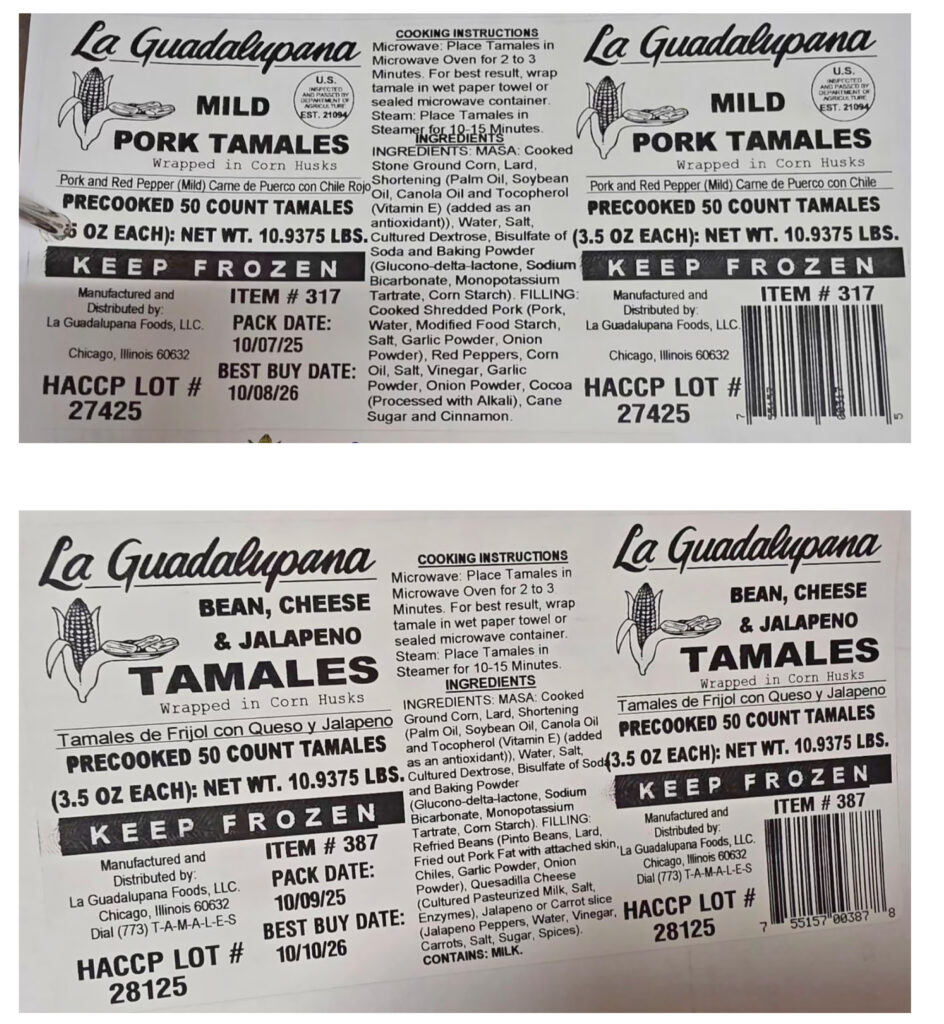 La Guadalupana
U.S.
INSPECTED
AND PASSED BY
DEPARTMENT OF
AGRICULTURE
EST. 21094
MILD
PORK TAMALES
Wrapped in Corn Husks
Pork and Red Pepper (Mild) Carne de Puerco con Chile Rojo
PRECOOKED 50 COUNT TAMALES
5 OZ EACH): NET WT. 10.9375 LBS.
KEEP FROZEN
Manufactured and
Distributed by:
La Guadalupana Foods, LLC.
Chicago, Illinois 60632
HACCP LOT #
27425
ITEM # 317
PACK DATE:
10/07/25
BEST BUY DATE:
10/08/26
COOKING INSTRUCTIONS
Microwave: Place Tamales in
Microwave Oven for 2 to 3
Minutes. For best result, wrap
tamale in wet paper towel or
sealed microwave container.
Steam: Place Tamales in
Steamer for 10-15 Minutes.
INGREDIENTS
INGREDIENTS: MASA: Cooked
Stone Ground Corn, Lard,
Shortening (Palm Oil, Soybean
Oil, Canola Oil and Tocopherol
(Vitamin E) (added as an
antioxidant)), Water, Salt,
Cultured Dextrose, Bisulfate of
Soda and Baking Powder
(Glucono-delta-lactone, Sodium
Bicarbonate, Monopotassium
Tartrate, Corn Starch). FILLING:
Cooked Shredded Pork (Pork,
Water, Modified Food Starch,
Salt, Garlic Powder, Onion
Powder), Red Peppers, Corn
Oil, Salt, Vinegar, Garlic
Powder, Onion Powder, Cocoa
(Processed with Alkali), Cane
Sugar and Cinnamon.
La Guadalupana
U.S.
INSPECTED
AND PASSED BY
DEPARTMENT OF
AGRICULTURE
EST. 21094
MILD
PORK TAMALES
Wrapped in Corn Husks
Pork and Red Pepper (Mild) Carne de Puerco con Chile
PRECOOKED 50 COUNT TAMALES
(3.5 OZ EACH): NET WT. 10.9375 LBS.
KEEP FROZEN
Manufactured and
Distributed by:
La Guadalupana Foods, LLC.
Chicago, Illinois 60632
HACCP LOT #
27425
ITEM # 317
7 55157 00317 5
La Guadalupana
BEAN, CHEESE
& JALAPENO
TAMALES
Wrapped in Corn Husks
Tamales de Frijol con Queso y Jalapeno
PRECOOKED 50 COUNT TAMALES
(3.5 OZ EACH): NET WT. 10.9375 LBS.
KEEP FROZEN
Manufactured and
Distributed by:
La Guadalupana Foods, LLC.
Chicago, Illinois 60632
Dial (773) T-A-M-A-L-E-S
HACCP LOT #
28125
ITEM # 387
PACK DATE:
10/09/25
BEST BUY DATE:
10/10/26
COOKING INSTRUCTIONS
Microwave: Place Tamales in
Microwave Oven for 2 to 3
Minutes. For best result, wrap
tamale in wet paper towel or
sealed microwave container.
Steam: Place Tamales in
Steamer for 10-15 Minutes.
INGREDIENTS
INGREDIENTS: MASA: Cooked
Ground Corn, Lard, Shortening
(Palm Oil, Soybean Oil, Canola Oil
and Tocopherol (Vitamin E) (added
as an antioxidant)), Water, Salt,
Cultured Dextrose, Bisulfate of Soda
and Baking Powder
(Glucono-delta-lactone, Sodium
Bicarbonate, Monopotassium
Tartrate, Corn Starch). FILLING:
Refried Beans (Pinto Beans, Lard,
Fried out Pork Fat with attached skin,
Chiles, Garlic Powder, Onion
Powder), Quesadilla Cheese
(Cultured Pasteurized Milk, Salt,
Enzymes), Jalapeno or Carrot slice
(Jalapeno Peppers, Water, Vinegar,
Carrots, Salt, Sugar, Spices).
CONTAINS: MILK.
La Guadalupana
BEAN, CHEESE
& JALAPENO
TAMALES
Wrapped in Corn Husks
Tamales de Frijol con Queso y Jalapeno
PRECOOKED 50 COUNT TAMALES
(3.5 OZ EACH): NET WT. 10.9375 LBS.
KEEP FROZEN
Manufactured and
Distributed by:
La Guadalupana Foods, LLC.
Chicago, Illinois 60632
Dial (773) T-A-M-A-L-E-S
HACCP LOT #
28125
ITEM # 387
7 55157 00387 8